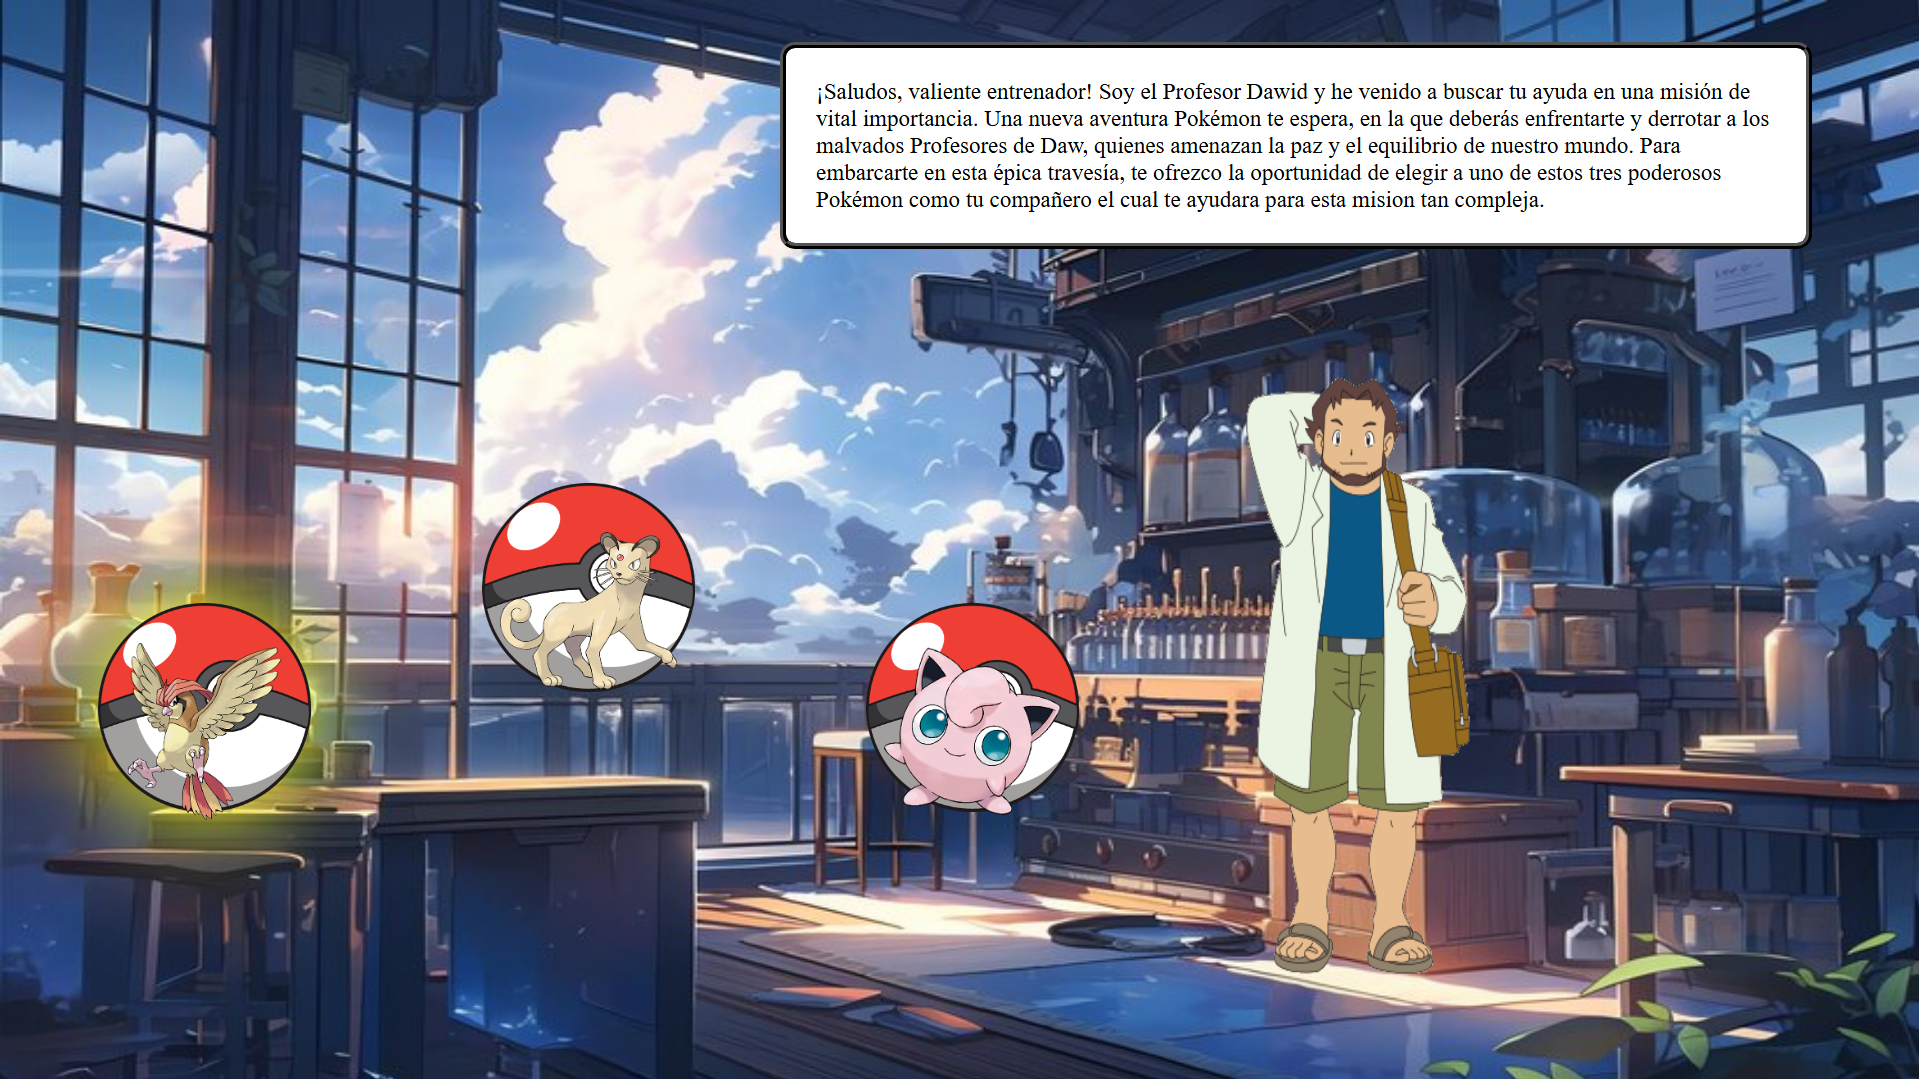 ¡Saludos, valiente entrenador! Soy el Profesor Dawid y he venido a buscar tu ayuda en una misión de
vital importancia. Una nueva aventura Pokémon te espera, en la que deberás enfrentarte y derrotar a los
malvados Profesores de Daw, quienes amenazan la paz y el equilibrio de nuestro mundo. Para
embarcarte en esta épica travesía, te ofrezco la oportunidad de elegir a uno de estos tres poderosos
Pokémon como tu compañero el cual te ayudara para esta mision tan compleja.